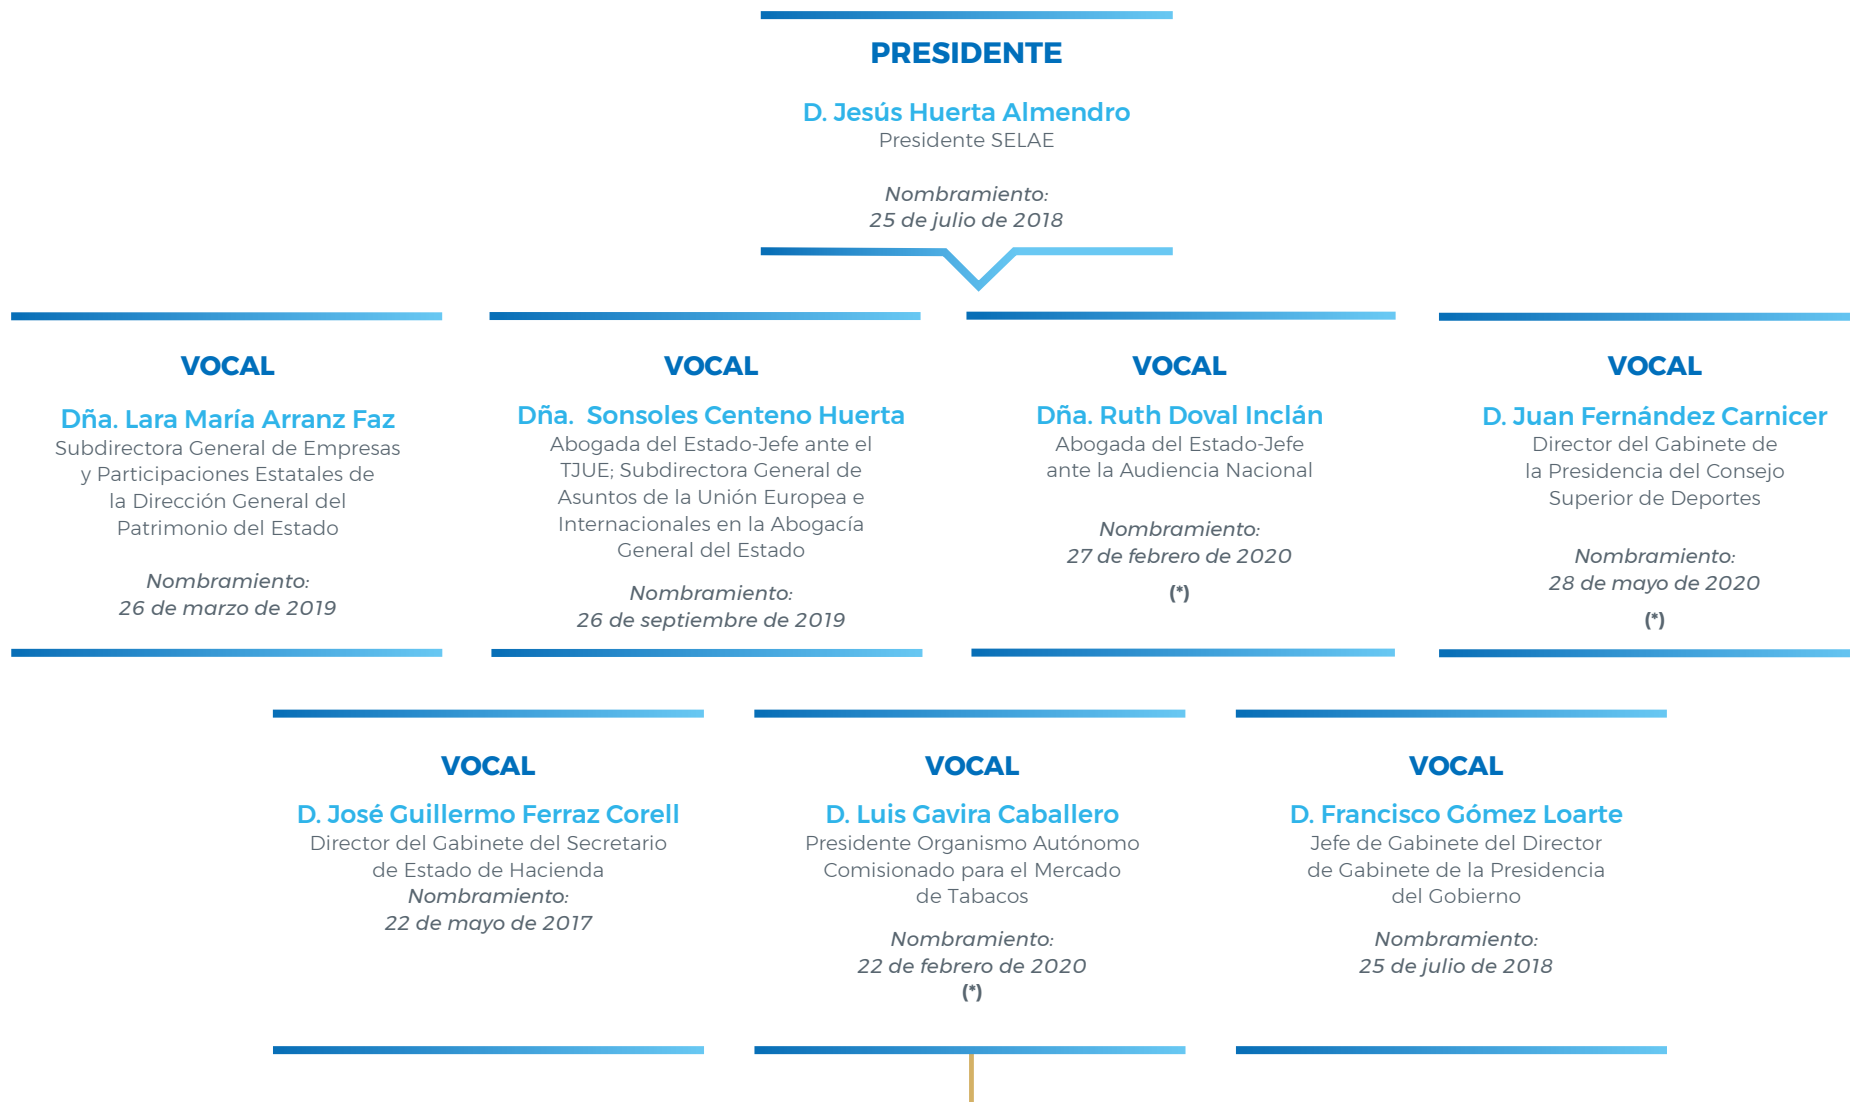 PRESIDENTE
D. Jesús Huerta Almendro
Presidente SELAE
Nombramiento:
25 de julio de 2018
VOCAL
Dña. Lara María Arranz Faz
Subdirectora General de Empresas
y Participaciones Estatales de
la Dirección General del
Patrimonio del Estado
Nombramiento:
26 de marzo de 2019
VOCAL
Dña. Sonsoles Centeno Huerta
Abogada del Estado-Jefe ante el
TJUE; Subdirectora General de
Asuntos de la Unión Europea e
Internacionales en la Abogacía
General del Estado
Nombramiento:
26 de septiembre de 2019
VOCAL
Dña. Ruth Doval Inclán
Abogada del Estado-Jefe
ante la Audiencia Nacional
Nombramiento:
27 de febrero de 2020
(*)
VOCAL
D. Juan Fernández Carnicer
Director del Gabinete de
la Presidencia del Consejo
Superior de Deportes
Nombramiento:
28 de mayo de 2020
(*)
VOCAL
D. José Guillermo Ferraz Corell
Director del Gabinete del Secretario
de Estado de Hacienda
Nombramiento:
22 de mayo de 2017
VOCAL
D. Luis Gavira Caballero
Presidente Organismo Autónomo
Comisionado para el Mercado
de Tabacos
Nombramiento:
22 de febrero de 2020
(*)
VOCAL
D. Francisco Gómez Loarte
Jefe de Gabinete del Director
de Gabinete de la Presidencia
del Gobierno
Nombramiento:
25 de julio de 2018